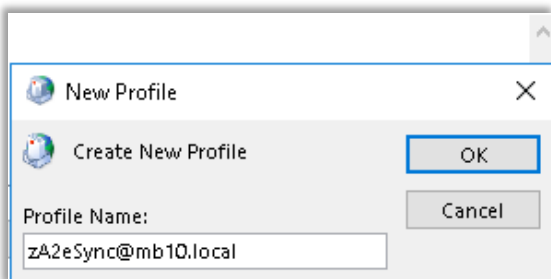 New Profile
Create New Profile
OK
Profile Name:
Cancel
zA2eSync@mb10.local